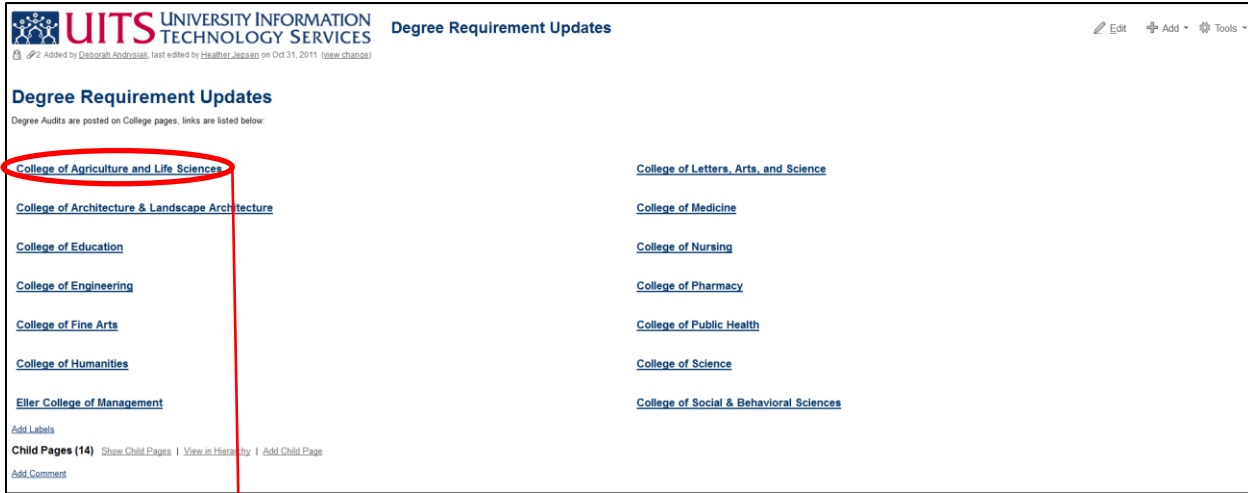 UITS UNIVERSITY INFORMATION TECHNOLOGY SERVICES
Degree Requirement Updates
Edit Add Tools
2 Added by Deborah Andrysiak, last edited by Heather Jepsen on Oct 31, 2011 (view change)
Degree Requirement Updates
Degree Audits are posted on College pages, links are listed below:
College of Agriculture and Life Sciences
College of Letters, Arts, and Science
College of Architecture & Landscape Architecture
College of Medicine
College of Education
College of Nursing
College of Engineering
College of Pharmacy
College of Fine Arts
College of Public Health
College of Humanities
College of Science
Eller College of Management
College of Social & Behavioral Sciences
Add Labels
Child Pages (14) Show Child Pages | View in Hierarchy | Add Child Page
Add Comment